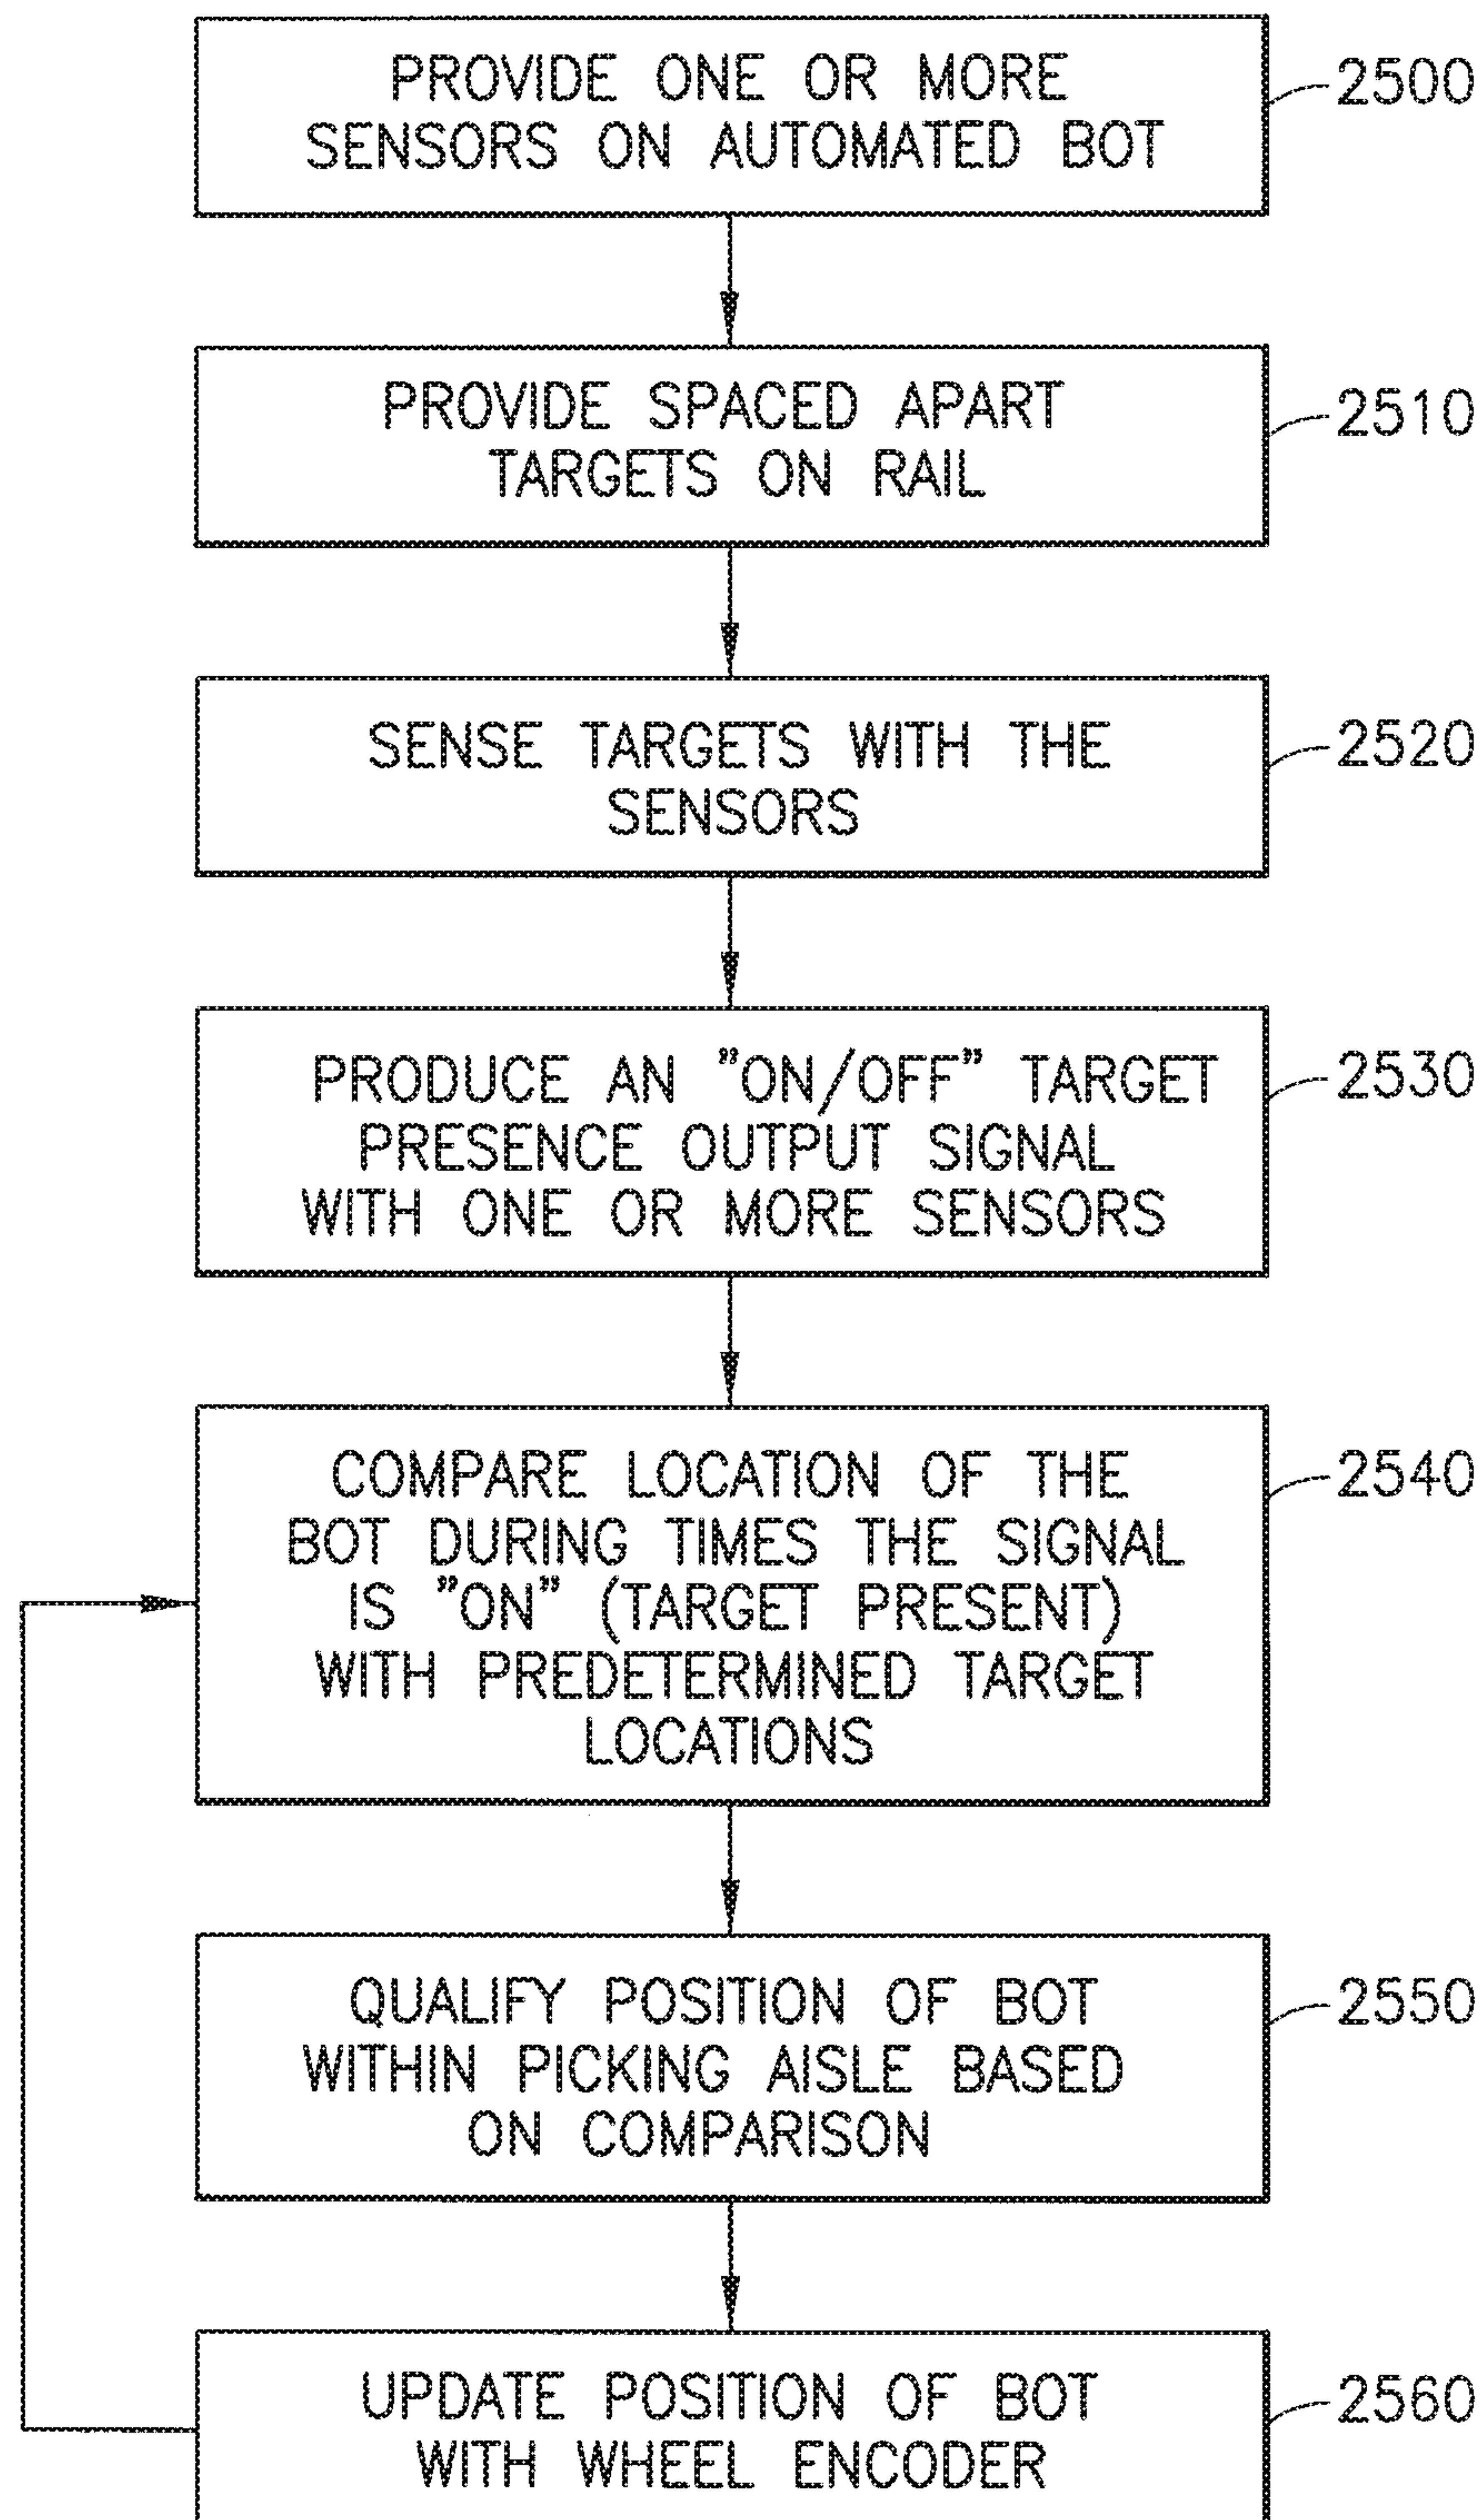 PROVIDE ONE OR MORE
SENSORS ON AUTOMATED BOT
2500
PROVIDE SPACED APART
TARGETS ON RAIL
2510
SENSE TARGETS WITH THE
SENSORS
2520
PRODUCE AN "ON/OFF" TARGET
PRESENCE OUTPUT SIGNAL
WITH ONE OR MORE SENSORS
2530
COMPARE LOCATION OF THE
BOT DURING TIMES THE SIGNAL
IS "ON" (TARGET PRESENT)
WITH PREDETERMINED TARGET
LOCATIONS
2540
QUALIFY POSITION OF BOT
WITHIN PICKING AISLE BASED
ON COMPARISON
2550
UPDATE POSITION OF BOT
WITH WHEEL ENCODER
2560